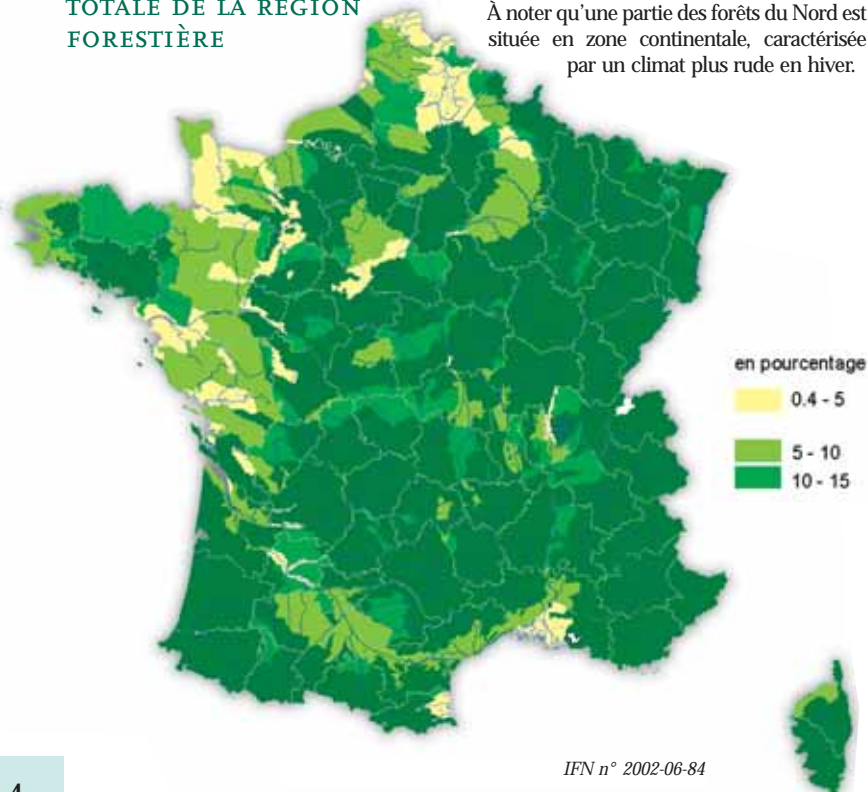 TOTALE DE LA RÉGION
FORESTIÈRE
À noter qu'une partie des forêts du Nord est
située en zone continentale, caractérisée
par un climat plus rude en hiver.
en pourcentage
0.4 - 5
5 - 10
10 - 15
IFN n° 2002-06-84